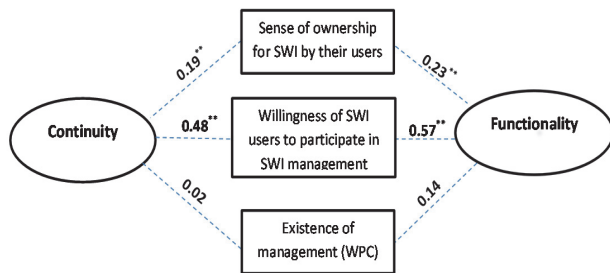 Sense of ownership
for SWI by their users
0.19**
0.23**
Continuity
0.48**
Willingness of SWI
users to participate in
SWI management
0.57**
Functionality
0.02
0.14
Existence of
management (WPC)